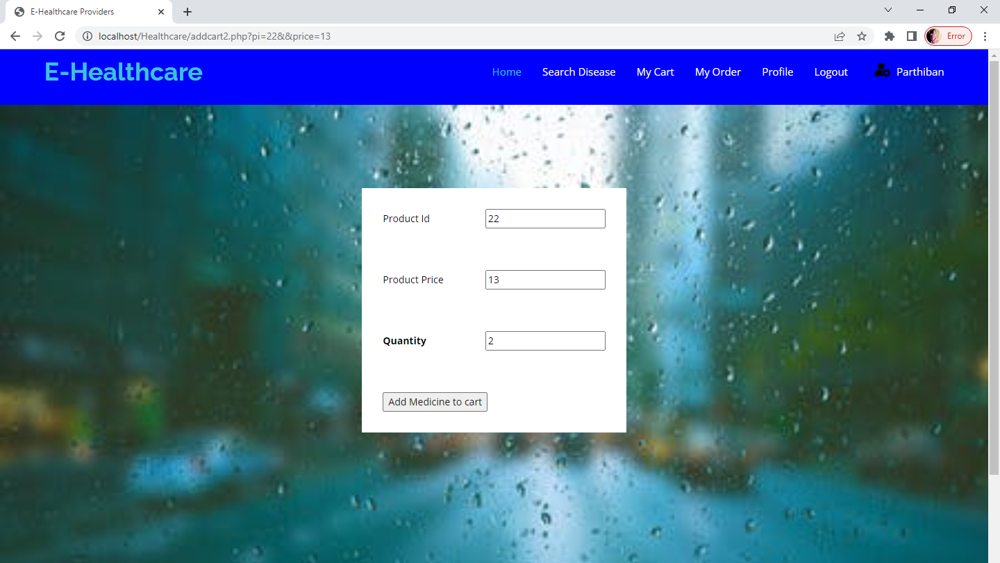 E-Healthcare Providers
localhost/Healthcare/addcart2.php?pi=22&&price=13
Error
E-Healthcare
Home Search Disease My Cart My Order Profile Logout Parthiban
Product Id 22
Product Price 13
Quantity 2
Add Medicine to cart